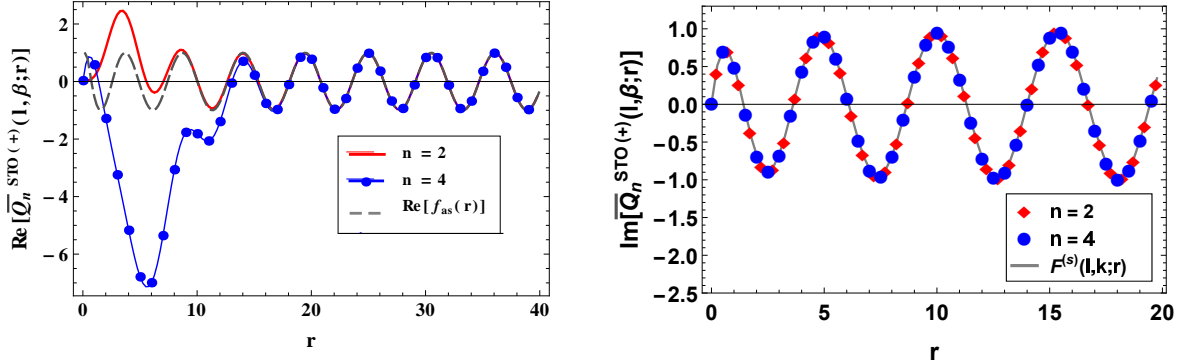 Re[Q̅ₙ^STO(+)(1,β;r)]
2
0
-2
-4
-6
n = 2
n = 4
Re[f_as(r)]
0 10 20 30 40
r
Im[Q̅ₙ^STO(+)(l,β;r)]
1.0
0.5
0.0
-0.5
-1.0
-1.5
-2.0
-2.5
n = 2
n = 4
F^(s)(l,k;r)
0 5 10 15 20
r